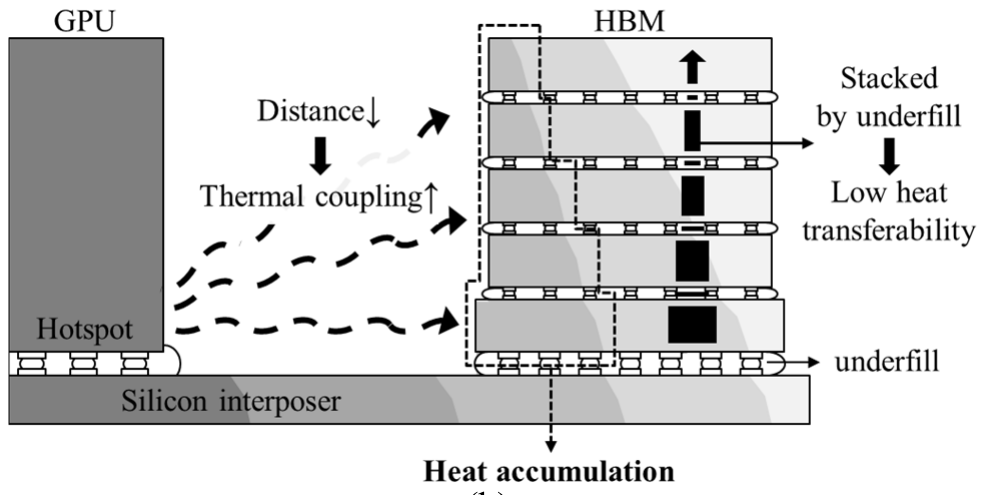 GPU
HBM
Distance↓
Thermal coupling↑
Stacked
by underfill
Low heat
transferability
Hotspot
underfill
Silicon interposer
Heat accumulation